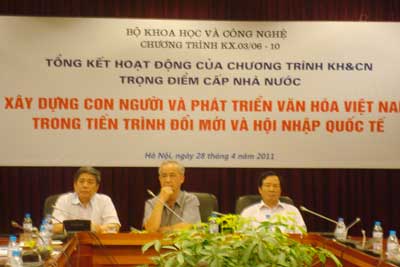 BỘ KHOA HỌC VÀ CÔNG NGHỆ
CHƯƠNG TRÌNH KX.03/06 - 10
TỔNG KẾT HOẠT ĐỘNG CỦA CHƯƠNG TRÌNH KH&CN
TRỌNG ĐIỂM CẤP NHÀ NƯỚC
XÂY DỰNG CON NGƯỜI VÀ PHÁT TRIỂN VĂN HÓA VIỆT NA
TRONG TIẾN TRÌNH ĐỔI MỚI VÀ HỘI NHẬP QUỐC TẾ
Hà Nội, ngày 28 tháng 4 năm 2011